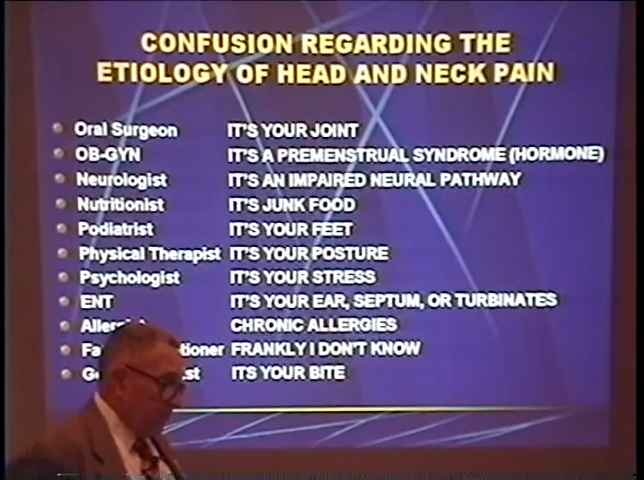 CONFUSION REGARDING THE
ETIOLOGY OF HEAD AND NECK PAIN
Oral Surgeon IT'S YOUR JOINT
OB-GYN IT'S A PREMENSTRUAL SYNDROME (HORMONE)
Neurologist IT'S AN IMPAIRED NEURAL PATHWAY
Nutritionist IT'S JUNK FOOD
Podiatrist IT'S YOUR FEET
Physical Therapist IT'S YOUR POSTURE
Psychologist IT'S YOUR STRESS
ENT IT'S YOUR EAR, SEPTUM, OR TURBINATES
CHRONIC ALLERGIES
FRANKLY I DON'T KNOW
ITS YOUR BITE